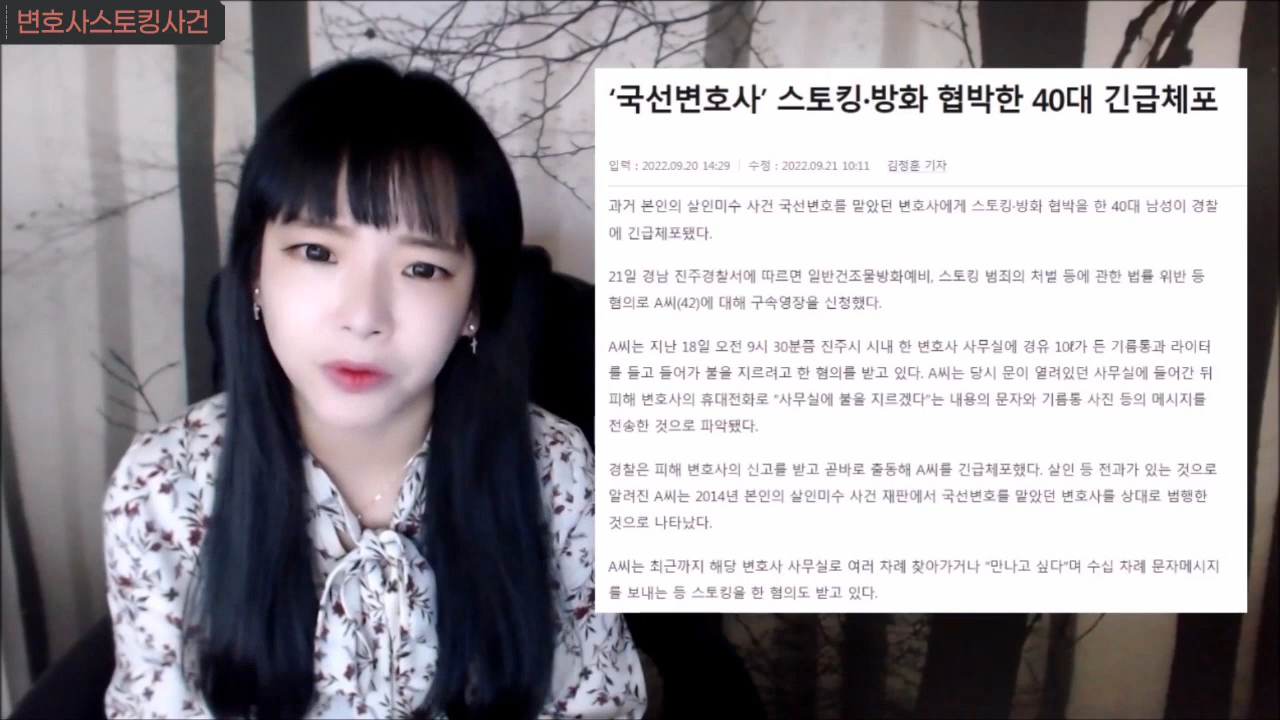 변호사스토킹사건
‘국선변호사’ 스토킹·방화 협박한 40대 긴급체포
입력 : 2022.09.20 14:29 | 수정 : 2022.09.21 10:11 김정훈 기자
과거 본인의 살인미수 사건 국선변호를 맡았던 변호사에게 스토킹·방화 협박을 한 40대 남성이 경찰
에 긴급체포됐다.
21일 경남 진주경찰서에 따르면 일반건조물방화예비, 스토킹 범죄의 처벌 등에 관한 법률 위반 등
혐의로 A씨(42)에 대해 구속영장을 신청했다.
A씨는 지난 18일 오전 9시 30분쯤 진주시 시내 한 변호사 사무실에 경유 10ℓ가 든 기름통과 라이터
를 들고 들어가 불을 지르려고 한 혐의를 받고 있다. A씨는 당시 문이 열려있던 사무실에 들어간 뒤
피해 변호사의 휴대전화로 “사무실에 불을 지르겠다”는 내용의 문자와 기름통 사진 등의 메시지를
전송한 것으로 파악됐다.
경찰은 피해 변호사의 신고를 받고 곧바로 출동해 A씨를 긴급체포했다. 살인 등 전과가 있는 것으로
알려진 A씨는 2014년 본인의 살인미수 사건 재판에서 국선변호를 맡았던 변호사를 상대로 범행한
것으로 나타났다.
A씨는 최근까지 해당 변호사 사무실로 여러 차례 찾아가거나 “만나고 싶다”며 수십 차례 문자메시지
를 보내는 등 스토킹을 한 혐의도 받고 있다.